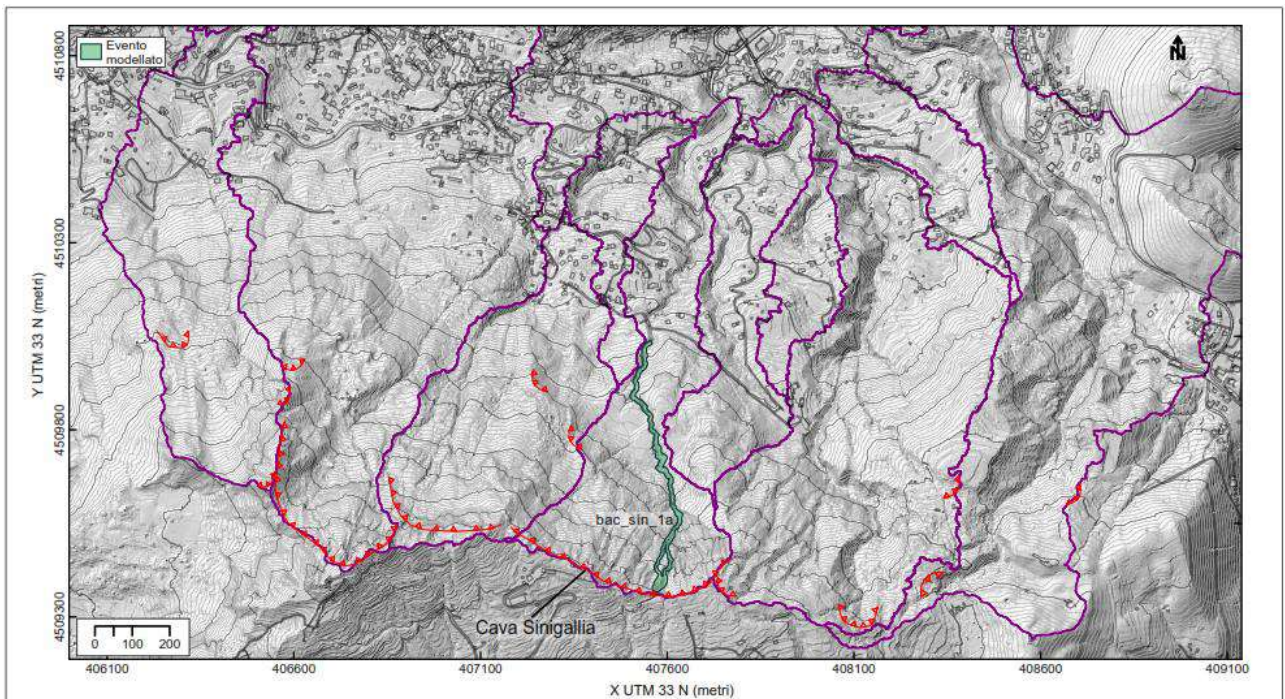 Evento
modellato
N
4510800
4510300
4509800
4509300
Y UTM 33 N (metri)
bac_sin_1a
Cava Sinigallia
0 100 200
406100 406600 407100 407600 408100 408600 409100
X UTM 33 N (metri)